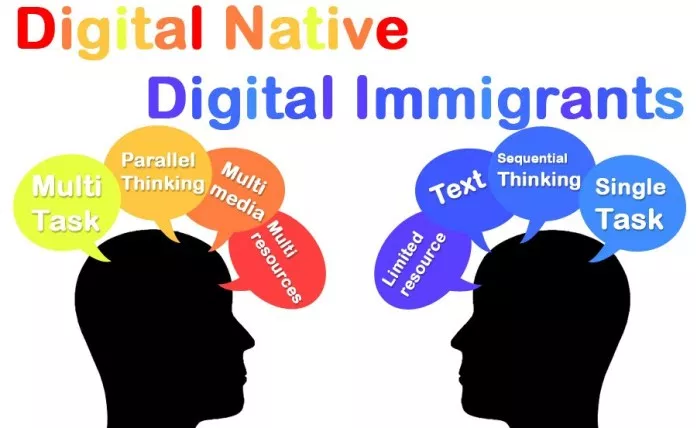 Digital Native
Digital Immigrants
Multi
Task
Parallel
Thinking
Multi
media
Multi
resources
Limited
resource
Text
Sequential
Thinking
Single
Task